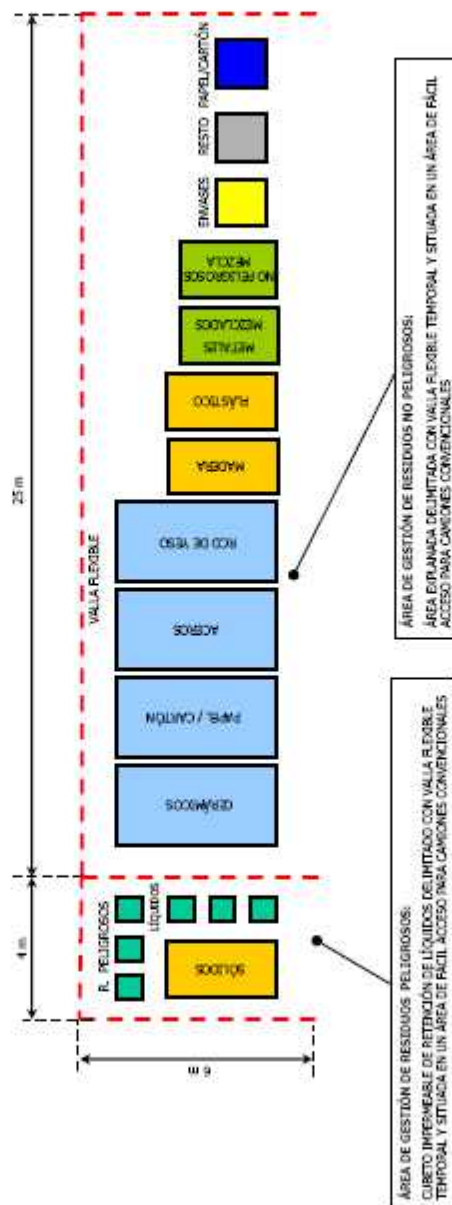 4 m
25 m
6 m
VALLA FLEXIBLE
R. PELIGROSOS
LÍQUIDOS
SÓLIDOS
CERÁMICOS
PAPEL / CARTÓN
ACEROS
RCD DE YESO
MADERA
PLÁSTICO
METALES
MEZCLADOS
NO PELIGROSOS
MEZCLA
ENVASES
RESTO
PAPEL/CARTÓN
ÁREA DE GESTIÓN DE RESIDUOS PELIGROSOS:
CUBETO IMPERMEABLE DE RETENCIÓN DE LÍQUIDOS DELIMITADO CON VALLA FLEXIBLE
TEMPORAL Y SITUADA EN UN ÁREA DE FÁCIL ACCESO PARA CAMIONES CONVENCIONALES
ÁREA DE GESTIÓN DE RESIDUOS NO PELIGROSOS:
ÁREA EXPLANADA DELIMITADA CON VALLA FLEXIBLE TEMPORAL Y SITUADA EN UN ÁREA DE FÁCIL
ACCESO PARA CAMIONES CONVENCIONALES